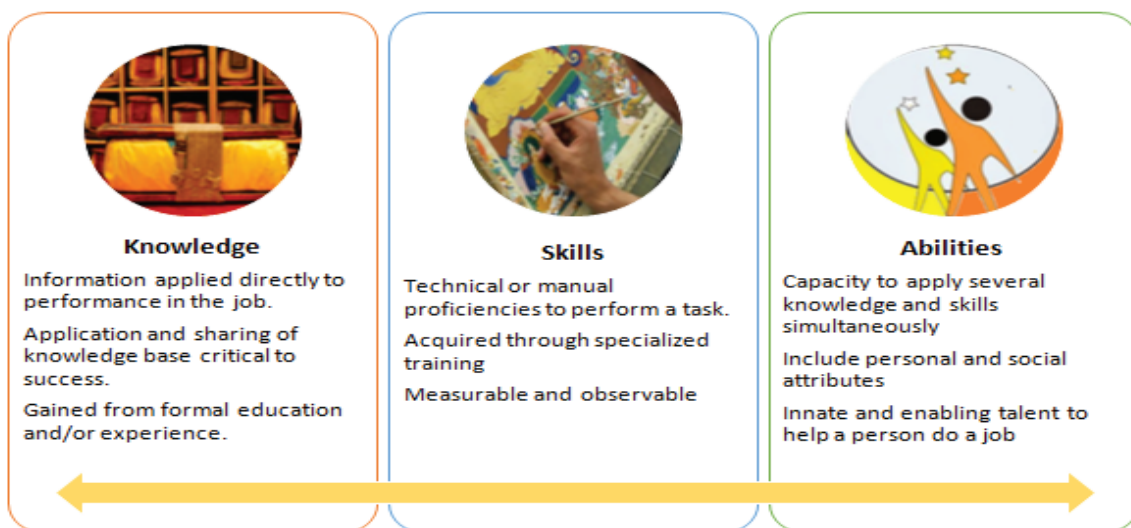 Knowledge
Information applied directly to
performance in the job.
Application and sharing of
knowledge base critical to
success.
Gained from formal education
and/or experience.
Skills
Technical or manual
proficiencies to perform a task.
Acquired through specialized
training
Measurable and observable
Abilities
Capacity to apply several
knowledge and skills
simultaneously
Include personal and social
attributes
Innate and enabling talent to
help a person do a job